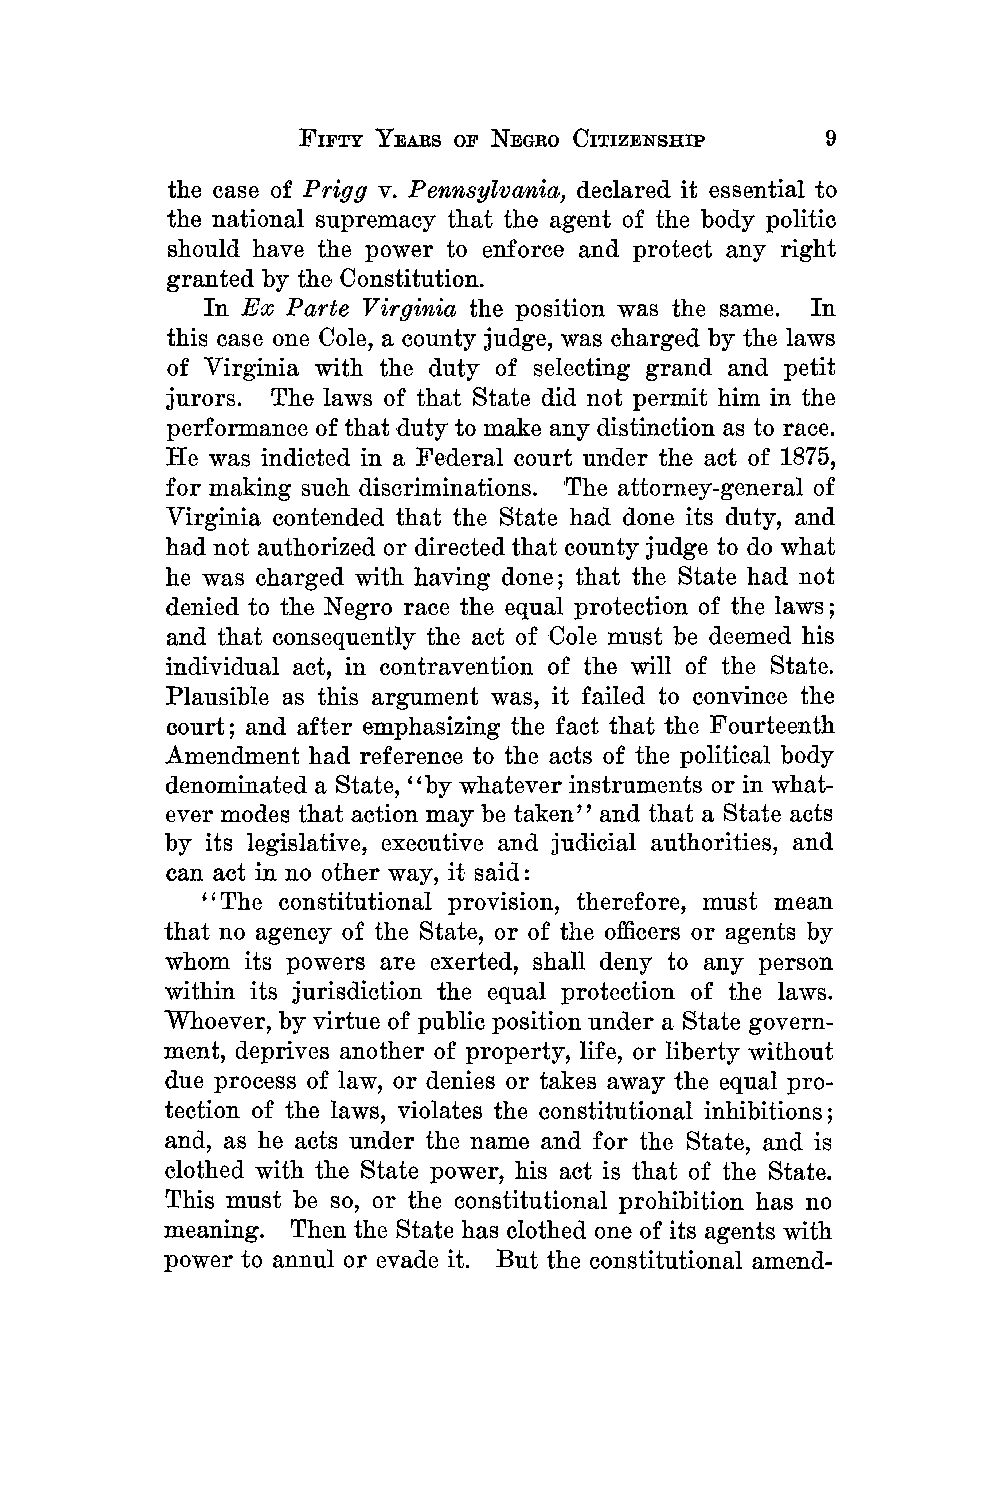 Fifty Years of Negro Citizenship 9
the case of Prigg v. Pennsylvania, declared it essential to
the national supremacy that the agent of the body politic
should have the power to enforce and protect any right
granted by the Constitution.
In Ex Parte Virginia the position was the same. In
this case one Cole, a county judge, was charged by the laws
of Virginia with the duty of selecting grand and petit
jurors. The laws of that State did not permit him in the
performance of that duty to make any distinction as to race.
He was indicted in a Federal court under the act of 1875,
for making such discriminations. The attorney-general of
Virginia contended that the State had done its duty, and
had not authorized or directed that county judge to do what
he was charged with having done; that the State had not
denied to the Negro race the equal protection of the laws;
and that consequently the act of Cole must be deemed his
individual act, in contravention of the will of the State.
Plausible as this argument was, it failed to convince the
court; and after emphasizing the fact that the Fourteenth
Amendment had reference to the acts of the political body
denominated a State, "by whatever instruments or in what-
ever modes that action may be taken" and that a State acts
by its legislative, executive and judicial authorities, and
can act in no other way, it said:
"The constitutional provision, therefore, must mean
that no agency of the State, or of the officers or agents by
whom its powers are exerted, shall deny to any person
within its jurisdiction the equal protection of the laws.
Whoever, by virtue of public position under a State govern-
ment, deprives another of property, life, or liberty without
due process of law, or denies or takes away the equal pro-
tection of the laws, violates the constitutional inhibitions;
and, as he acts under the name and for the State, and is
clothed with the State power, his act is that of the State.
This must be so, or the constitutional prohibition has no
meaning. Then the State has clothed one of its agents with
power to annul or evade it. But the constitutional amend-